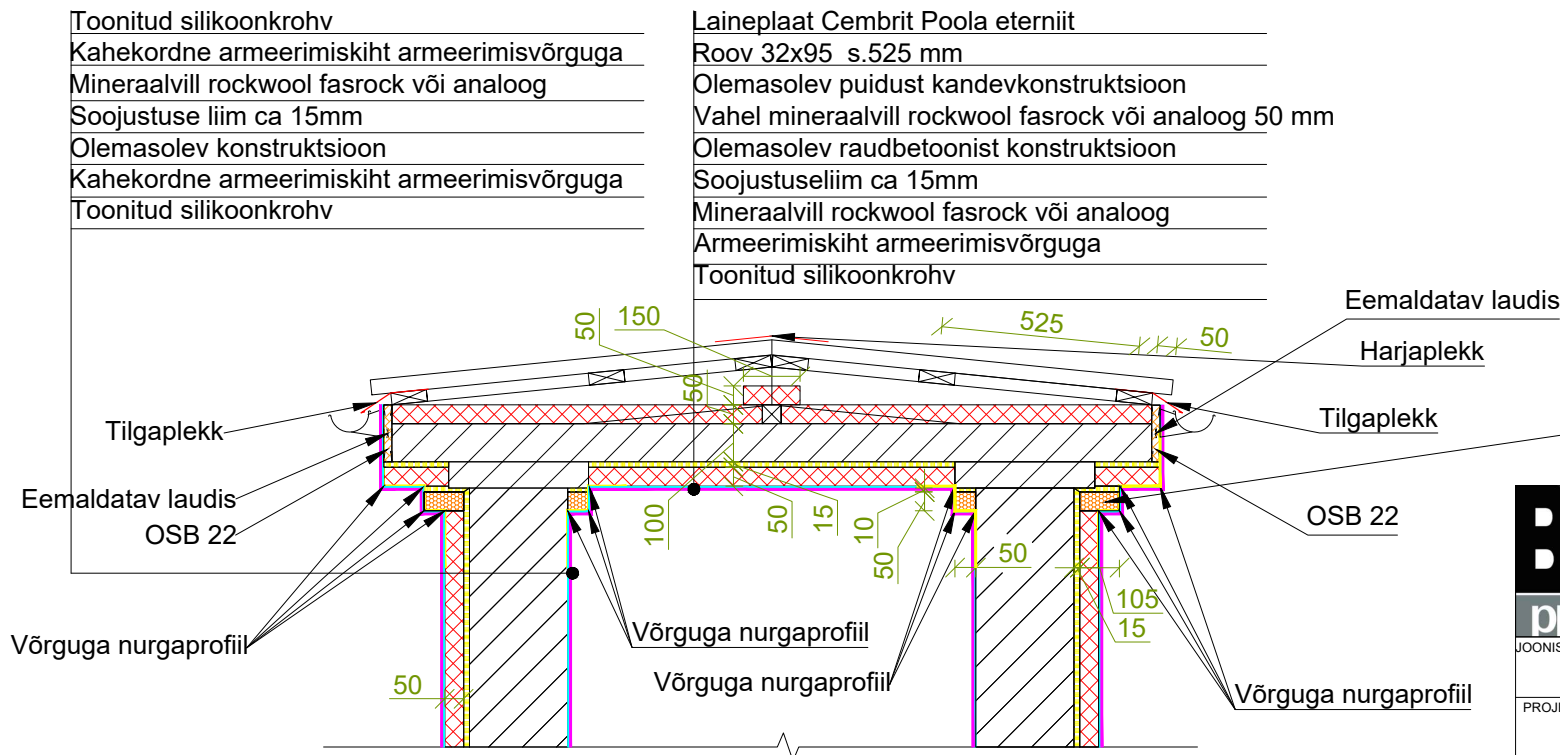 Toonitud silikoonkrohv
Kahekordne armeerimiskiht armeerimisvõrguga
Mineraalvill rockwool fasrock või analoog
Soojustuse liim ca 15mm
Olemasolev konstruktsioon
Kahekordne armeerimiskiht armeerimisvõrguga
Toonitud silikoonkrohv
Laineplaat Cembrit Poola eterniit
Roov 32x95 s.525 mm
Olemasolev puidust kandevkonstruktsioon
Vahel mineraalvill rockwool fasrock või analoog 50 mm
Olemasolev raudbetoonist konstruktsioon
Soojustuseliim ca 15mm
Mineraalvill rockwool fasrock või analoog
Armeerimiskiht armeerimisvõrguga
Toonitud silikoonkrohv
50
150
525
50
Eemaldatav laudis
Harjaplekk
50
Tilgaplekk
Tilgaplekk
Eemaldatav laudis
OSB 22
OSB 22
100
50
15
10
50
50
105
15
Võrguga nurgaprofiil
Võrguga nurgaprofiil
Võrguga nurgaprofiil
Võrguga nurgaprofiil
50
JOONIS